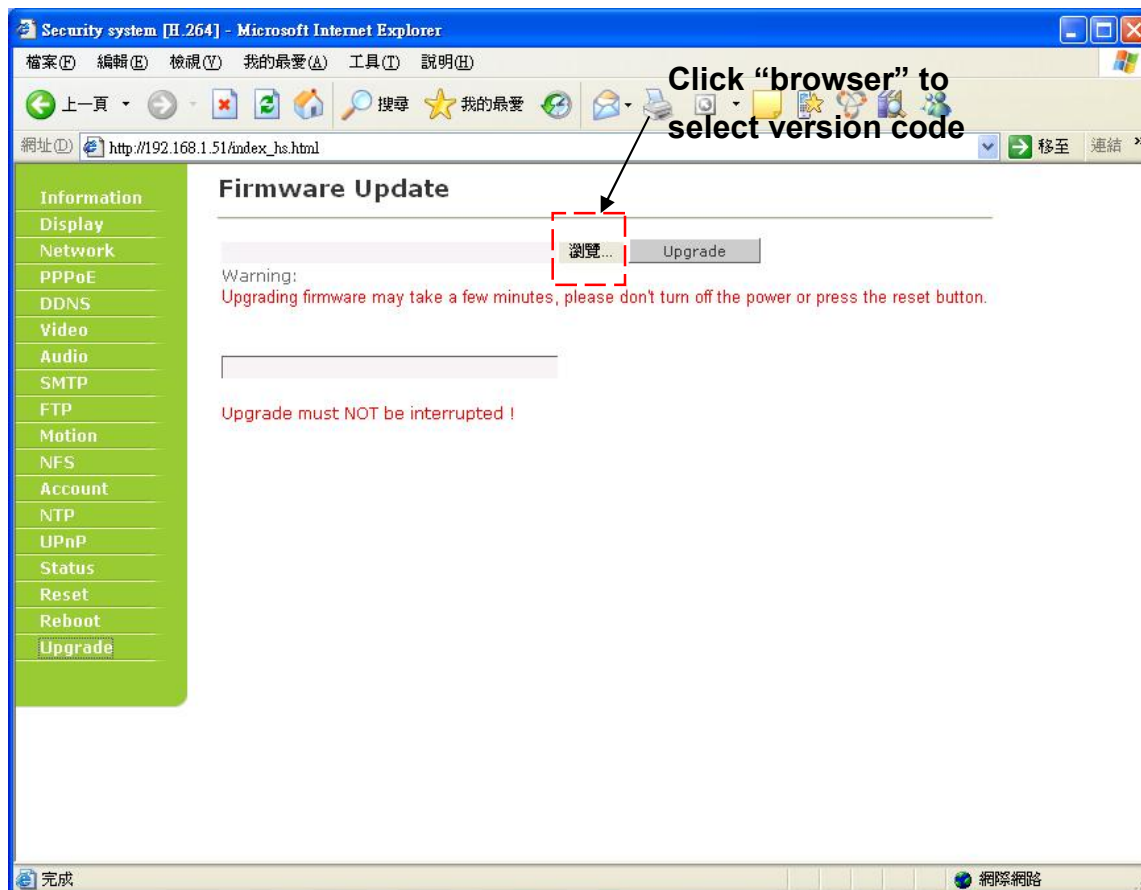 Security system [H.264] - Microsoft Internet Explorer
檔案(F) 編輯(E) 檢視(V) 我的最愛(A) 工具(T) 說明(H)
Click “browser” to
select version code
上一頁 搜尋 我的最愛
網址(D) http://192.168.1.51/index_hs.html 移至 連結 »
Information
Display
Network
PPPoE
DDNS
Video
Audio
SMTP
FTP
Motion
NFS
Account
NTP
UPnP
Status
Reset
Reboot
Upgrade
Firmware Update
瀏覽... Upgrade
Warning:
Upgrading firmware may take a few minutes, please don't turn off the power or press the reset button.
Upgrade must NOT be interrupted !
完成 網際網路